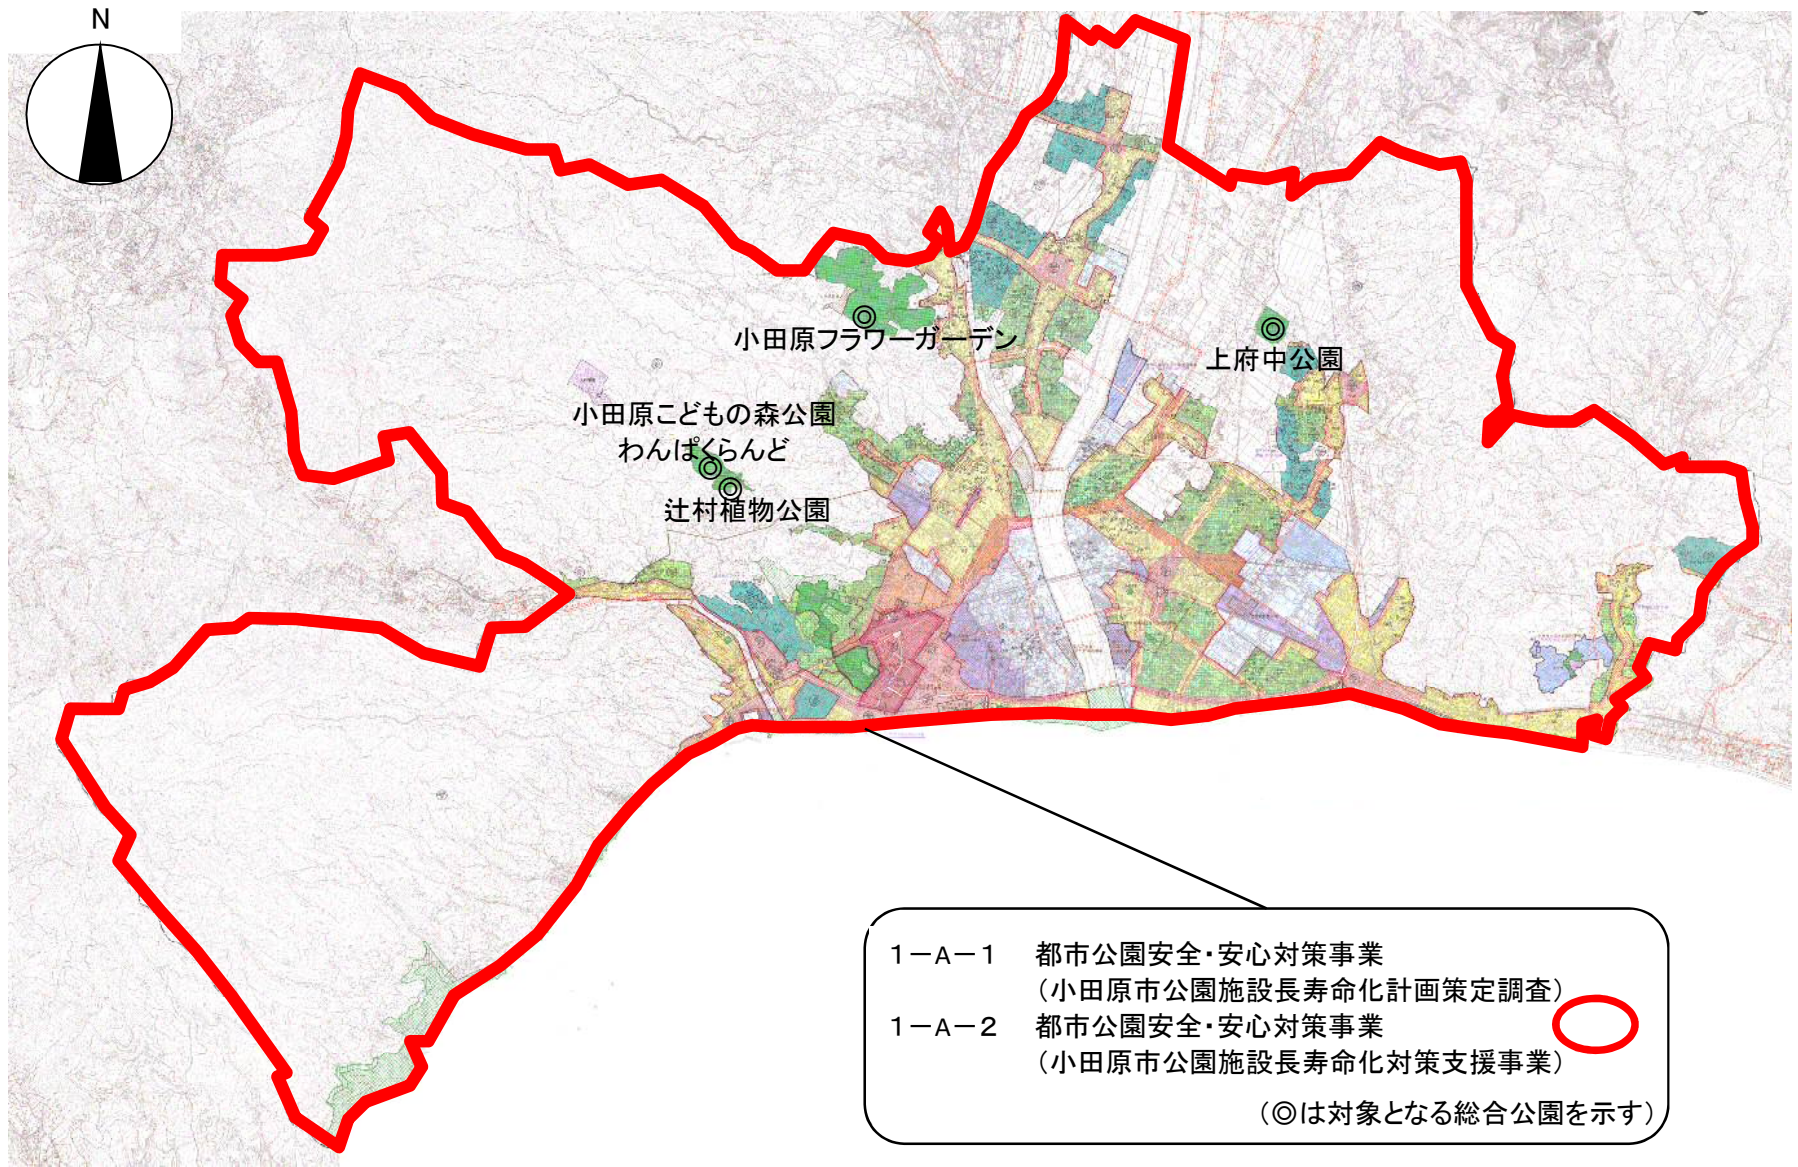 N
小田原フラワーガーデン
上府中公園
小田原こどもの森公園
わんぱくらんど
辻村植物公園
1－A－1　都市公園安全・安心対策事業
（小田原市公園施設長寿命化計画策定調査）
1－A－2　都市公園安全・安心対策事業
（小田原市公園施設長寿命化対策支援事業）
（◎は対象となる総合公園を示す）